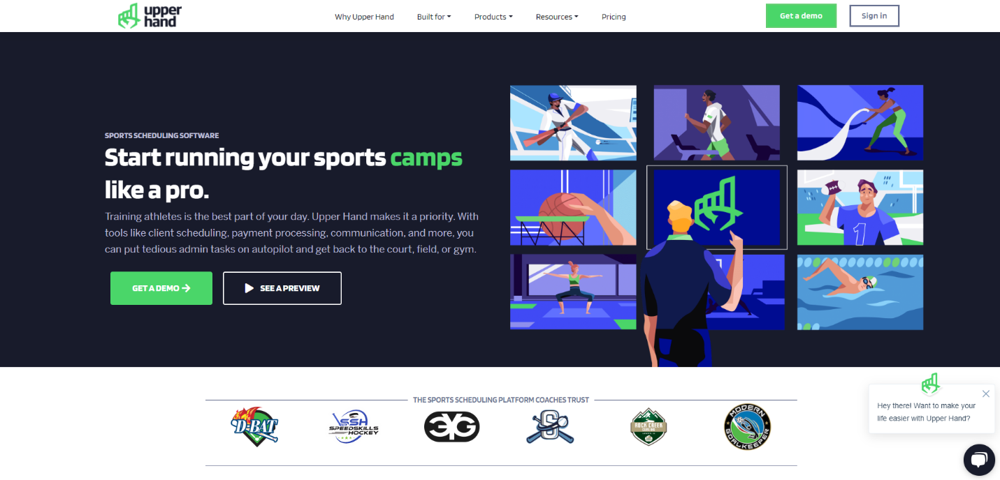 upper
hand
Why Upper Hand
Built for
Products
Resources
Pricing
Get a demo
Sign in
SPORTS SCHEDULING SOFTWARE
Start running your sports camps
like a pro.
Training athletes is the best part of your day. Upper Hand makes it a priority. With
tools like client scheduling, payment processing, communication, and more, you
can put tedious admin tasks on autopilot and get back to the court, field, or gym.
GET A DEMO
SEE A PREVIEW
1
THE SPORTS SCHEDULING PLATFORM COACHES TRUST
D-BAT
SSH
SPEEDSKILLS
HOCKEY
S
ROCK CREEK
CURLING
MODERN
GOALKEEPER
Hey there! Want to make your
life easier with Upper Hand?